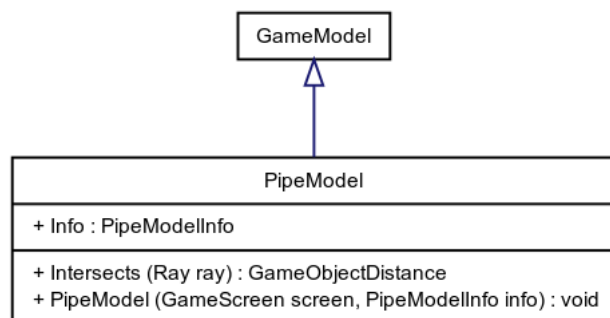 GameModel
PipeModel
+ Info : PipeModelInfo
+ Intersects (Ray ray) : GameObjectDistance
+ PipeModel (GameScreen screen, PipeModelInfo info) : void